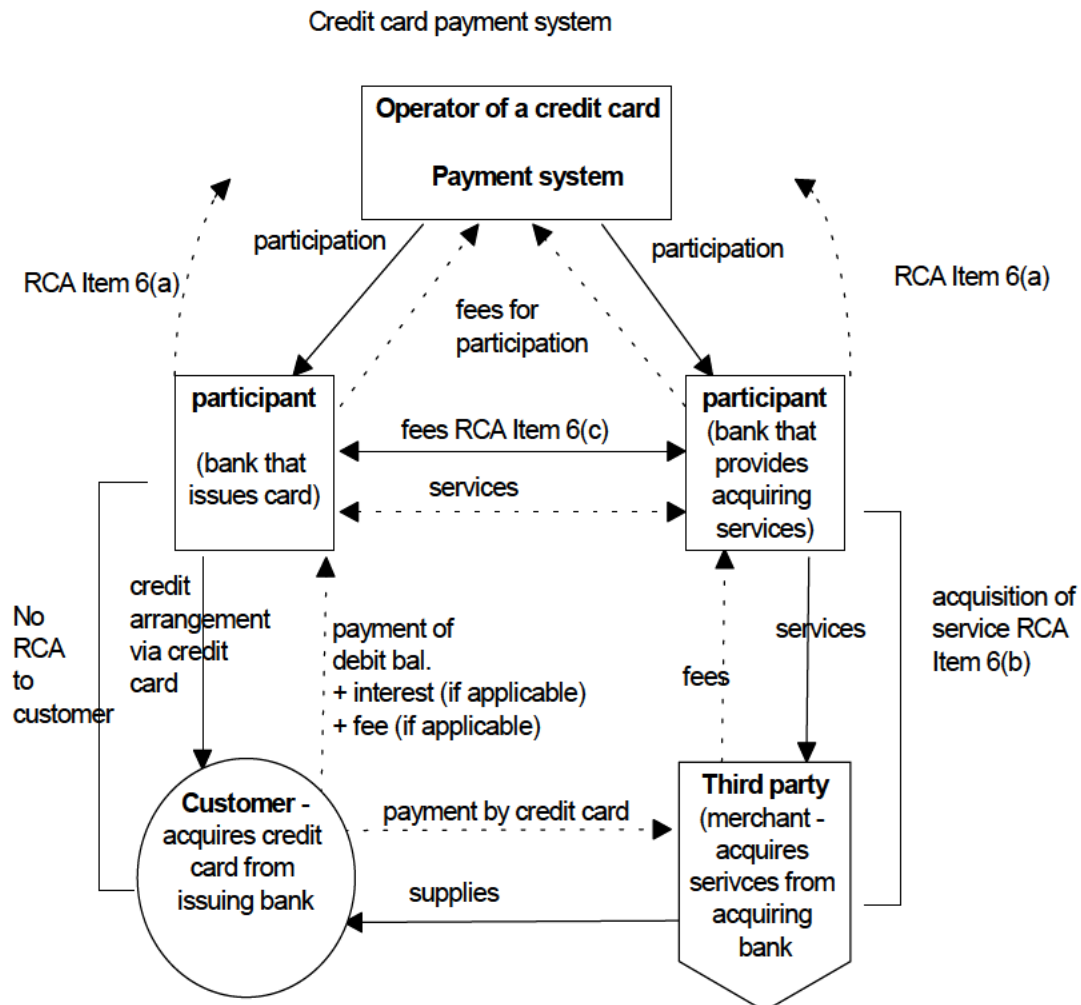 Credit card payment system
Operator of a credit card
Payment system
participation
participation
RCA Item 6(a)
RCA Item 6(a)
fees for
participation
participant
(bank that
issues card)
participant
(bank that
provides
acquiring
services)
fees RCA Item 6(c)
services
No
RCA
to
customer
credit
arrangement
via credit
card
payment of
debit bal.
+ interest (if applicable)
+ fee (if applicable)
fees
services
acquisition of
service RCA
Item 6(b)
Customer -
acquires credit
card from
issuing bank
payment by credit card
supplies
Third party
(merchant -
acquires
serivces from
acquiring
bank